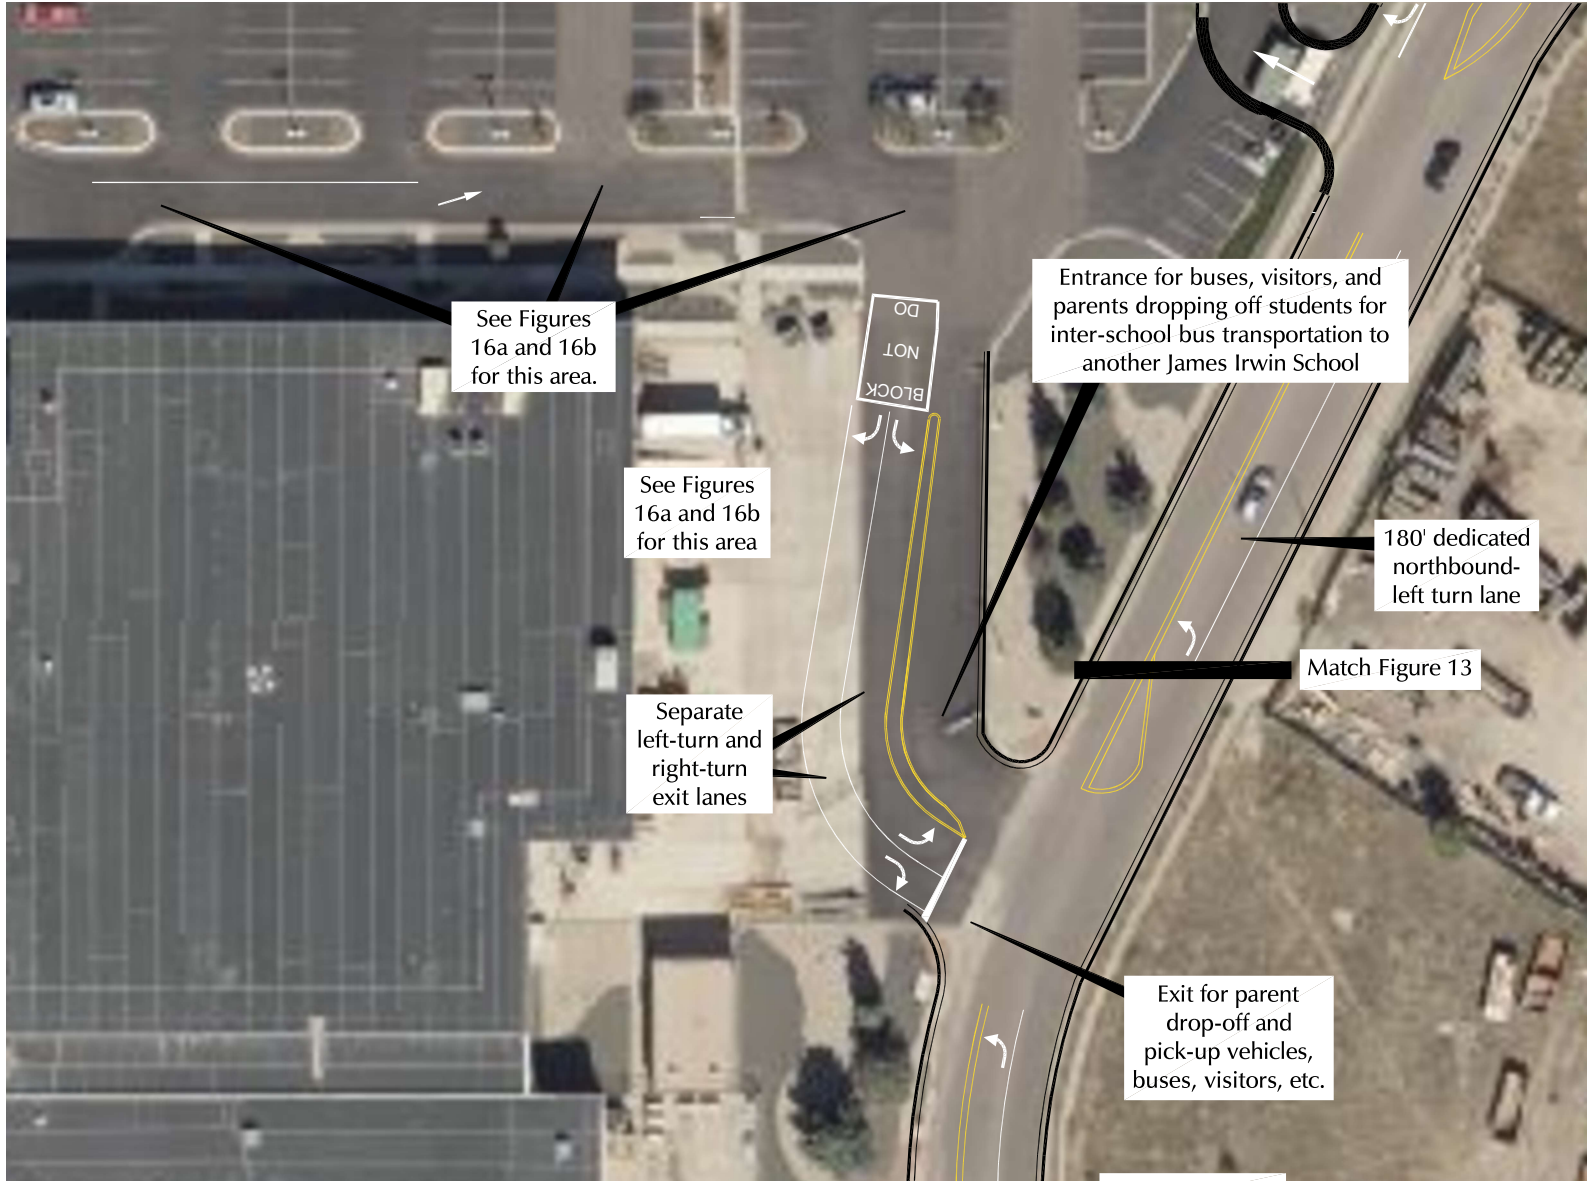 Entrance for buses, visitors, and
parents dropping off students for
inter-school bus transportation to
another James Irwin School
See Figures
16a and 16b
for this area.
DO
NOT
BLOCK
See Figures
16a and 16b
for this area
180' dedicated
northbound-
left turn lane
Match Figure 13
Separate
left-turn and
right-turn
exit lanes
Exit for parent
drop-off and
pick-up vehicles,
buses, visitors, etc.